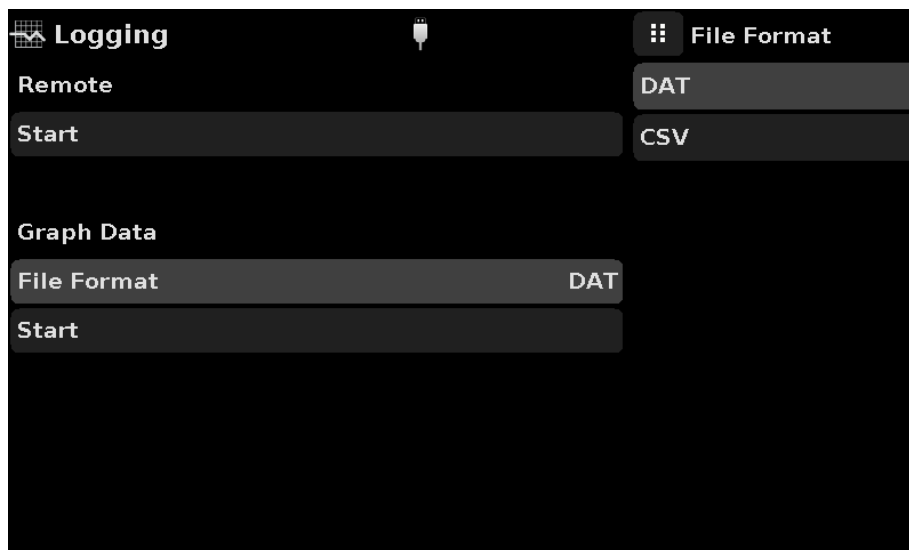 Logging
Remote
Start
Graph Data
File Format DAT
Start
File Format
DAT
CSV